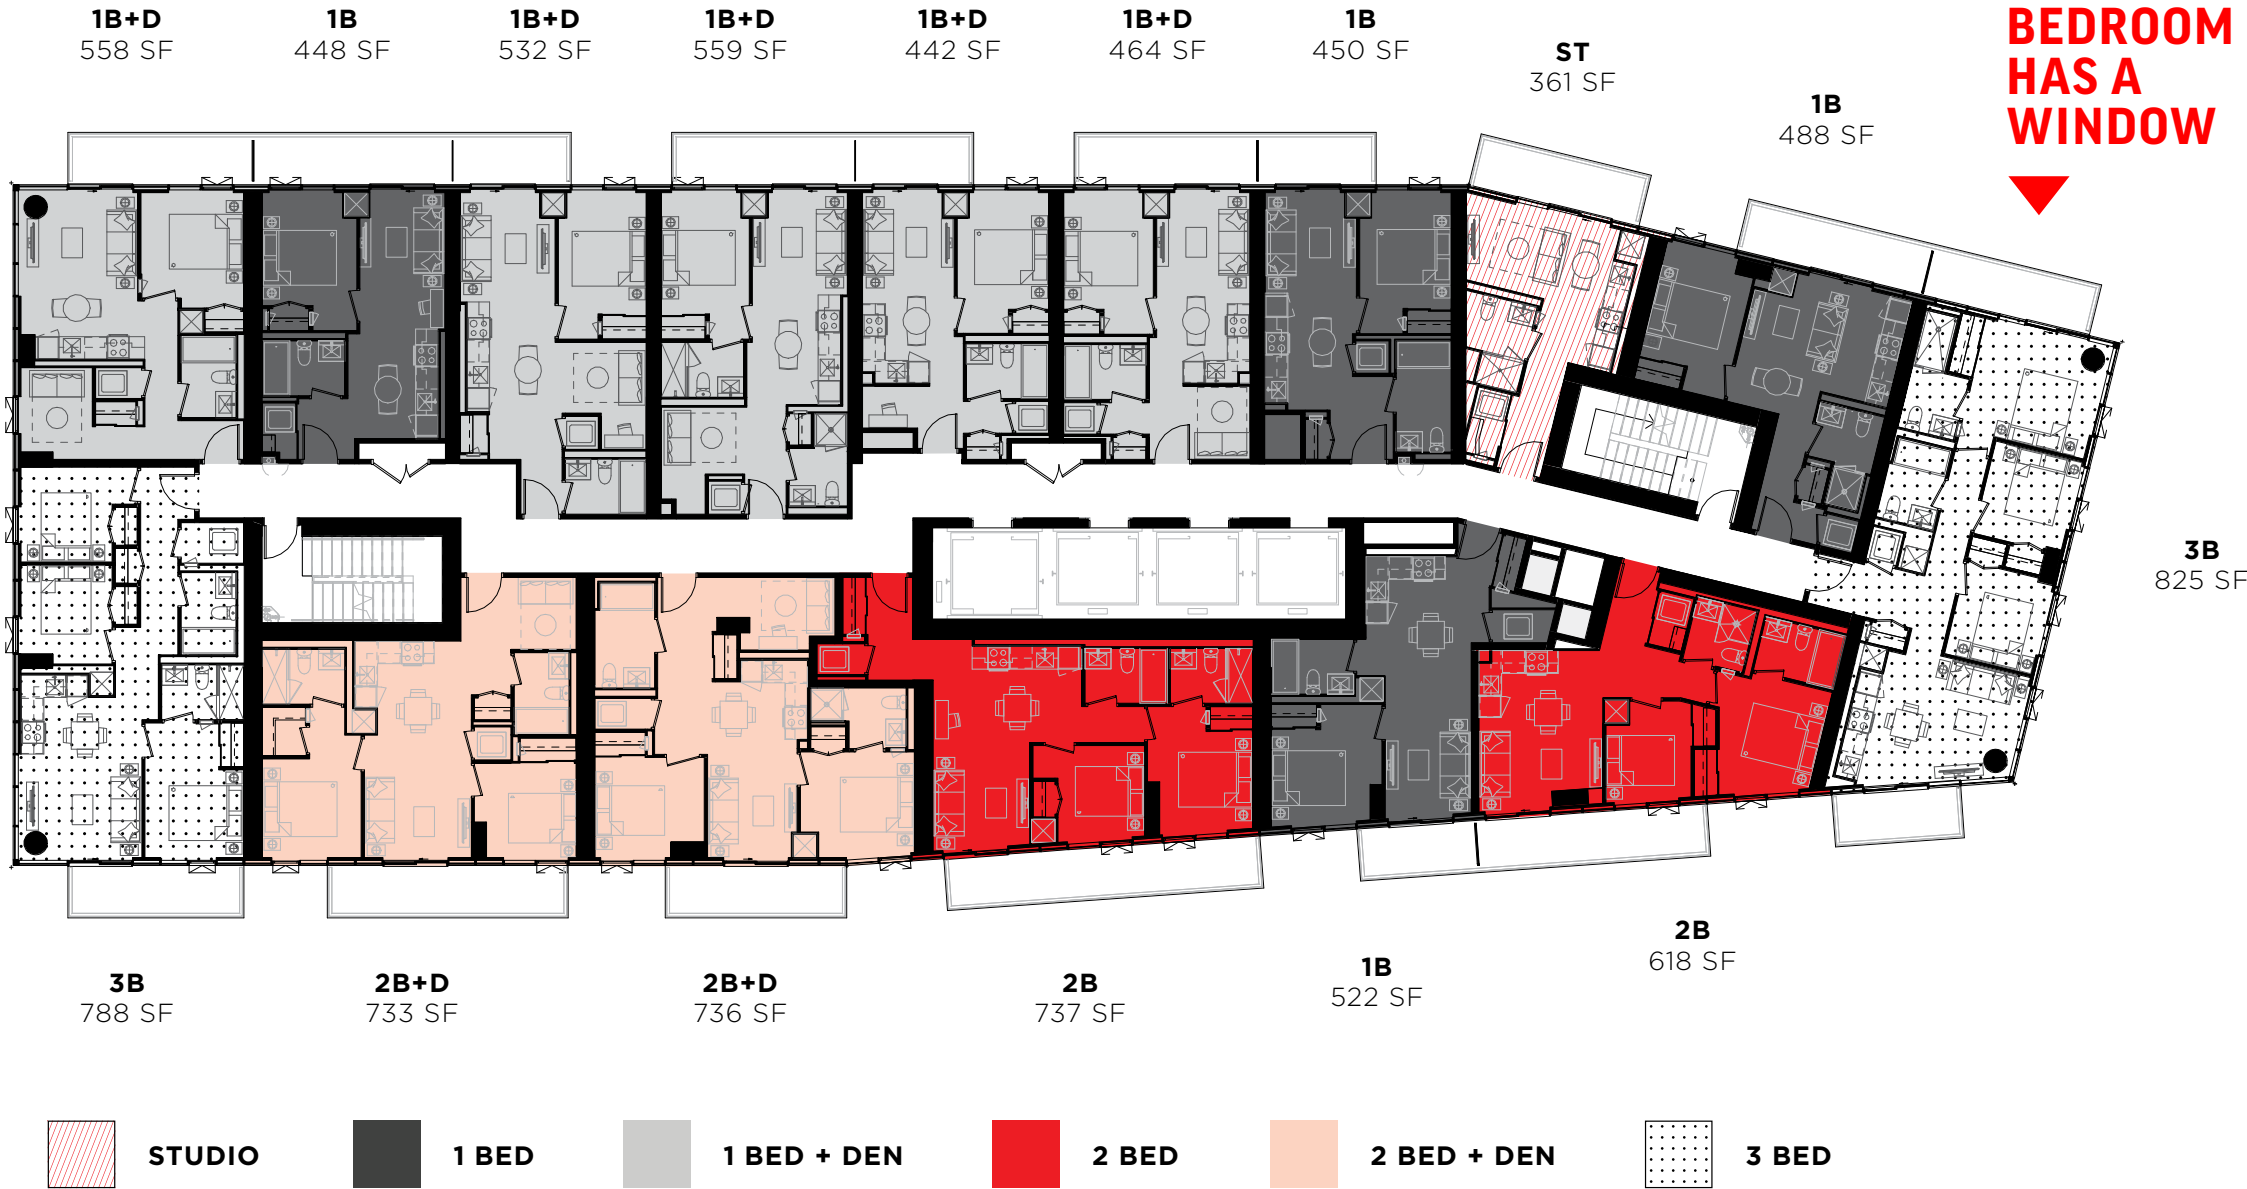 1B+D
558 SF
1B
448 SF
1B+D
532 SF
1B+D
559 SF
1B+D
442 SF
1B+D
464 SF
1B
450 SF
ST
361 SF
1B
488 SF
BEDROOM
HAS A
WINDOW
3B
825 SF
3B
788 SF
2B+D
733 SF
2B+D
736 SF
2B
737 SF
1B
522 SF
2B
618 SF
STUDIO
1 BED
1 BED + DEN
2 BED
2 BED + DEN
3 BED